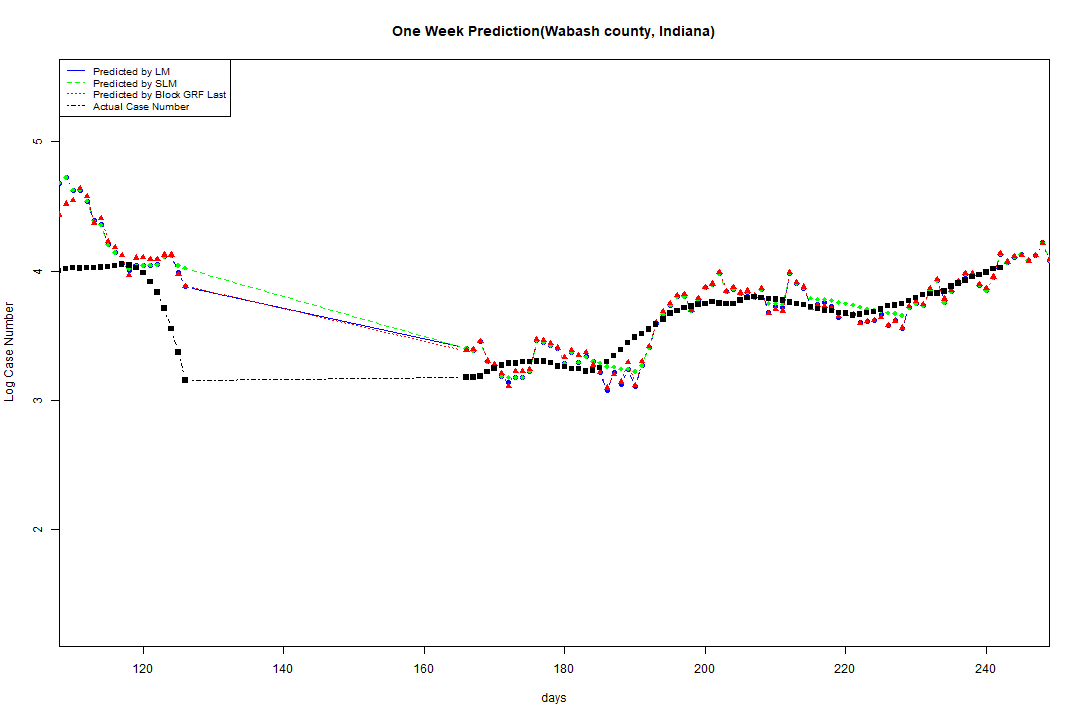 One Week Prediction(Wabash county, Indiana)
Predicted by LM
Predicted by SLM
Predicted by Block GRF Last
Actual Case Number
5
4
3
2
Log Case Number
120 140 160 180 200 220 240
days